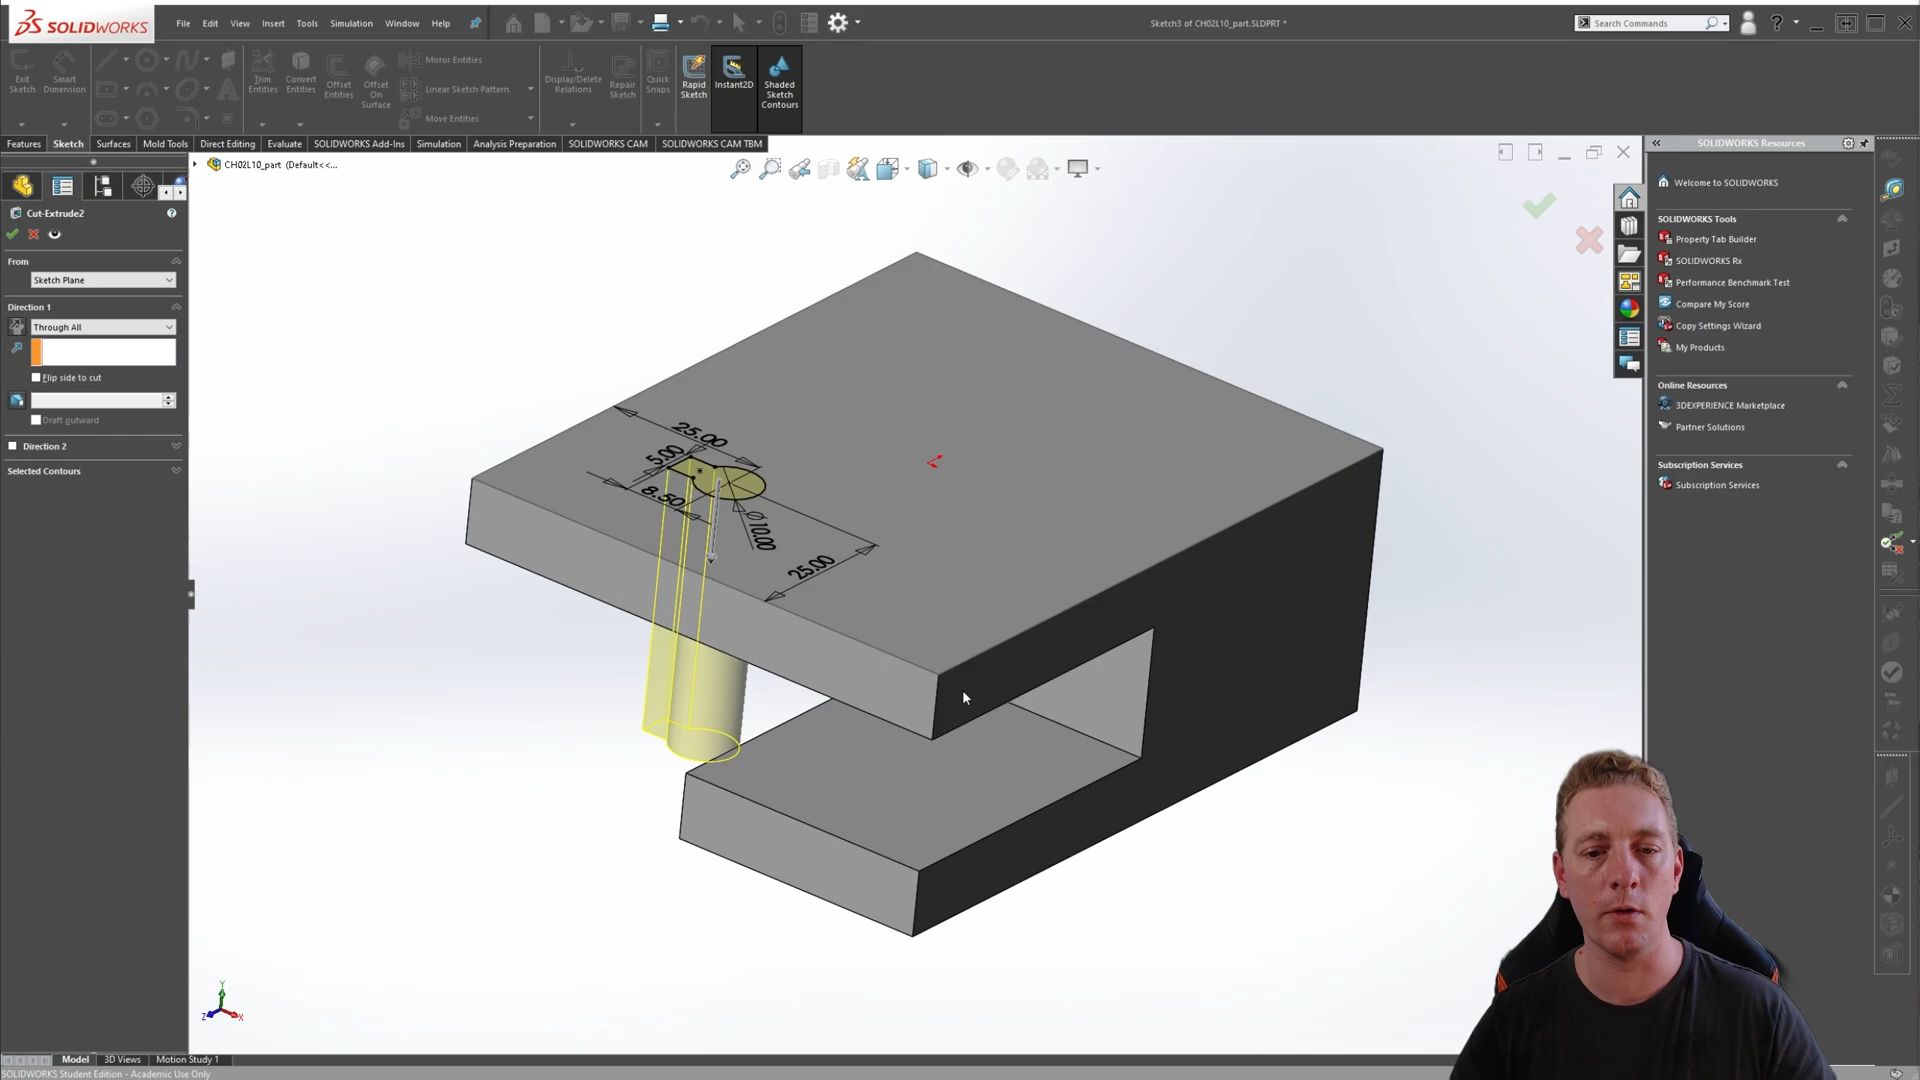 SOLIDWORKS
File Edit View Insert Tools Simulation Window Help
Sketch3 of CH02L10_part.SLDPRT *
Search Commands
Exit Sketch
Smart Dimension
Trim Entities
Convert Entities
Offset Entities
Offset On Surface
Mirror Entities
Linear Sketch Pattern
Move Entities
Display/Delete Relations
Repair Sketch
Quick Snaps
Rapid Sketch
Instant2D
Shaded Sketch Contours
Features Sketch Surfaces Mold Tools Direct Editing Evaluate SOLIDWORKS Add-Ins Simulation Analysis Preparation SOLIDWORKS CAM SOLIDWORKS CAM TBM
CH02L10_part (Default<<...
Cut-Extrude2
From
Sketch Plane
Direction 1
Through All
Flip side to cut
Draft outward
Direction 2
Selected Contours
25.00
5.00
8.50
Ø10.00
25.00
Y
Z
X
SOLIDWORKS Resources
Welcome to SOLIDWORKS
SOLIDWORKS Tools
Property Tab Builder
SOLIDWORKS Rx
Performance Benchmark Test
Compare My Score
Copy Settings Wizard
My Products
Online Resources
3DEXPERIENCE Marketplace
Partner Solutions
Subscription Services
Subscription Services
Model 3D Views Motion Study 1
SOLIDWORKS Student Edition - Academic Use Only